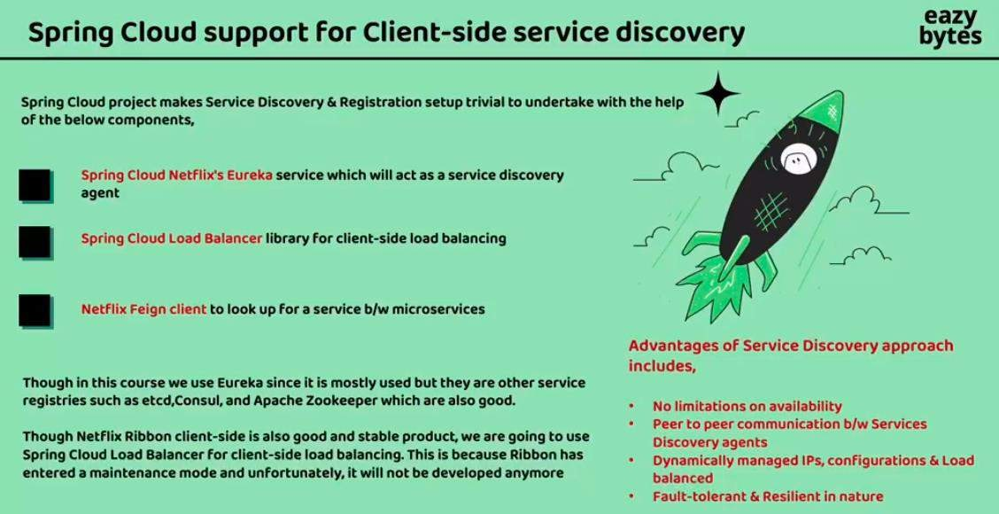 Spring Cloud support for Client-side service discovery
eazy
bytes
Spring Cloud project makes Service Discovery & Registration setup trivial to undertake with the help
of the below components,
Spring Cloud Netflix's Eureka service which will act as a service discovery
agent
Spring Cloud Load Balancer library for client-side load balancing
Netflix Feign client to look up for a service b/w microservices
Though in this course we use Eureka since it is mostly used but they are other service
registries such as etcd,Consul, and Apache Zookeeper which are also good.
Though Netflix Ribbon client-side is also good and stable product, we are going to use
Spring Cloud Load Balancer for client-side load balancing. This is because Ribbon has
entered a maintenance mode and unfortunately, it will not be developed anymore
Advantages of Service Discovery approach
includes,
• No limitations on availability
• Peer to peer communication b/w Services
Discovery agents
• Dynamically managed IPs, configurations & Load
balanced
• Fault-tolerant & Resilient in nature